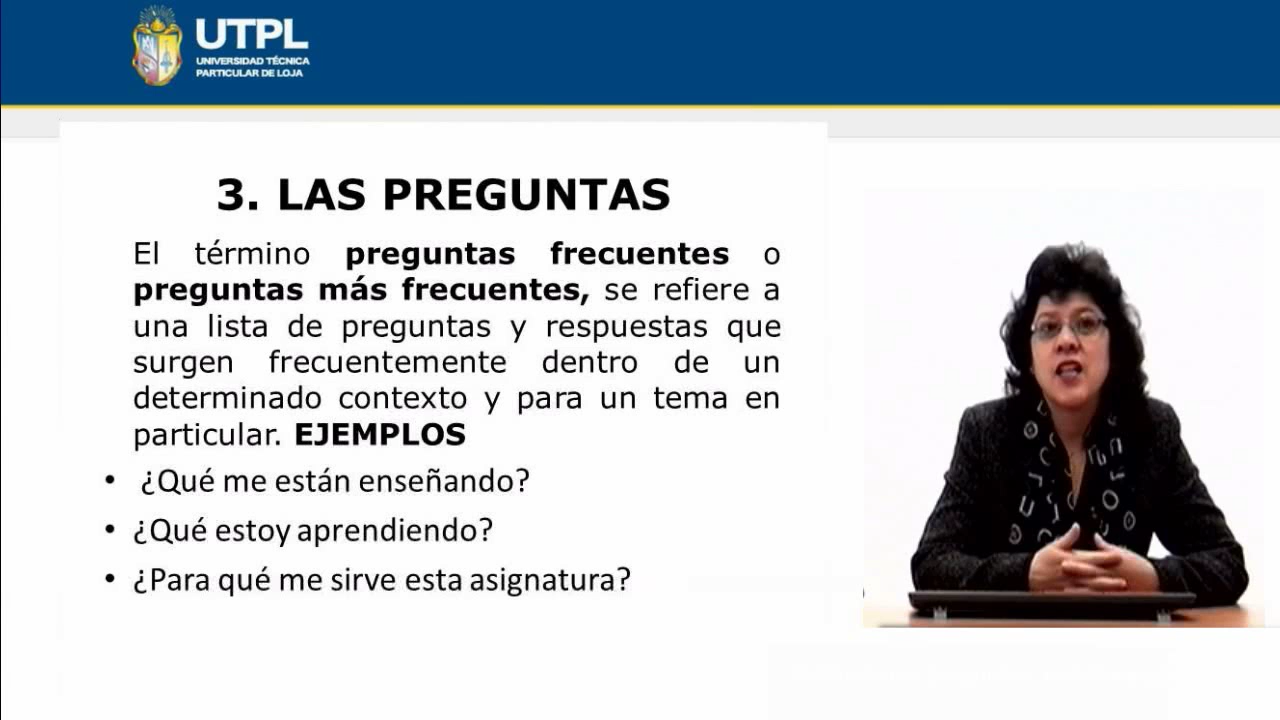 UTPL
UNIVERSIDAD TÉCNICA
PARTICULAR DE LOJA
3. LAS PREGUNTAS
El término preguntas frecuentes o
preguntas más frecuentes, se refiere a
una lista de preguntas y respuestas que
surgen frecuentemente dentro de un
determinado contexto y para un tema en
particular. EJEMPLOS
• ¿Qué me están enseñando?
• ¿Qué estoy aprendiendo?
• ¿Para qué me sirve esta asignatura?